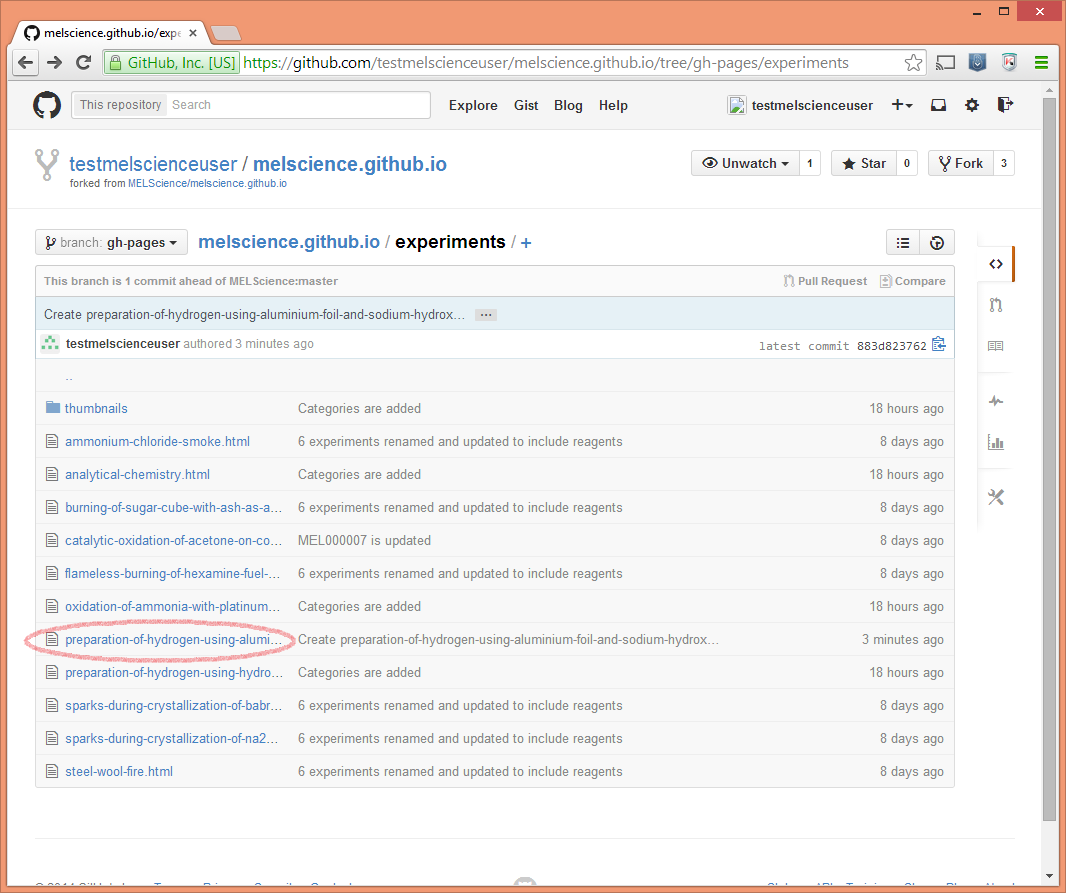 melscience.github.io/expe
GitHub, Inc. [US] https://github.com/testmelscienceuser/melscience.github.io/tree/gh-pages/experiments
This repository Search Explore Gist Blog Help testmelscienceuser
testmelscienceuser / melscience.github.io Unwatch 1 Star 0 Fork 3
forked from MELScience/melscience.github.io
branch: gh-pages melscience.github.io / experiments / +
This branch is 1 commit ahead of MELScience:master Pull Request Compare
Create preparation-of-hydrogen-using-aluminium-foil-and-sodium-hydrox… …
testmelscienceuser authored 3 minutes ago latest commit 883d823762
..
thumbnails Categories are added 18 hours ago
ammonium-chloride-smoke.html 6 experiments renamed and updated to include reagents 8 days ago
analytical-chemistry.html Categories are added 18 hours ago
burning-of-sugar-cube-with-ash-as-a… 6 experiments renamed and updated to include reagents 8 days ago
catalytic-oxidation-of-acetone-on-co… MEL000007 is updated 8 days ago
flameless-burning-of-hexamine-fuel-… 6 experiments renamed and updated to include reagents 8 days ago
oxidation-of-ammonia-with-platinum… Categories are added 18 hours ago
preparation-of-hydrogen-using-alumi… Create preparation-of-hydrogen-using-aluminium-foil-and-sodium-hydrox… 3 minutes ago
preparation-of-hydrogen-using-hydro… Categories are added 18 hours ago
sparks-during-crystallization-of-babr… 6 experiments renamed and updated to include reagents 8 days ago
sparks-during-crystallization-of-na2… 6 experiments renamed and updated to include reagents 8 days ago
steel-wool-fire.html 6 experiments renamed and updated to include reagents 8 days ago